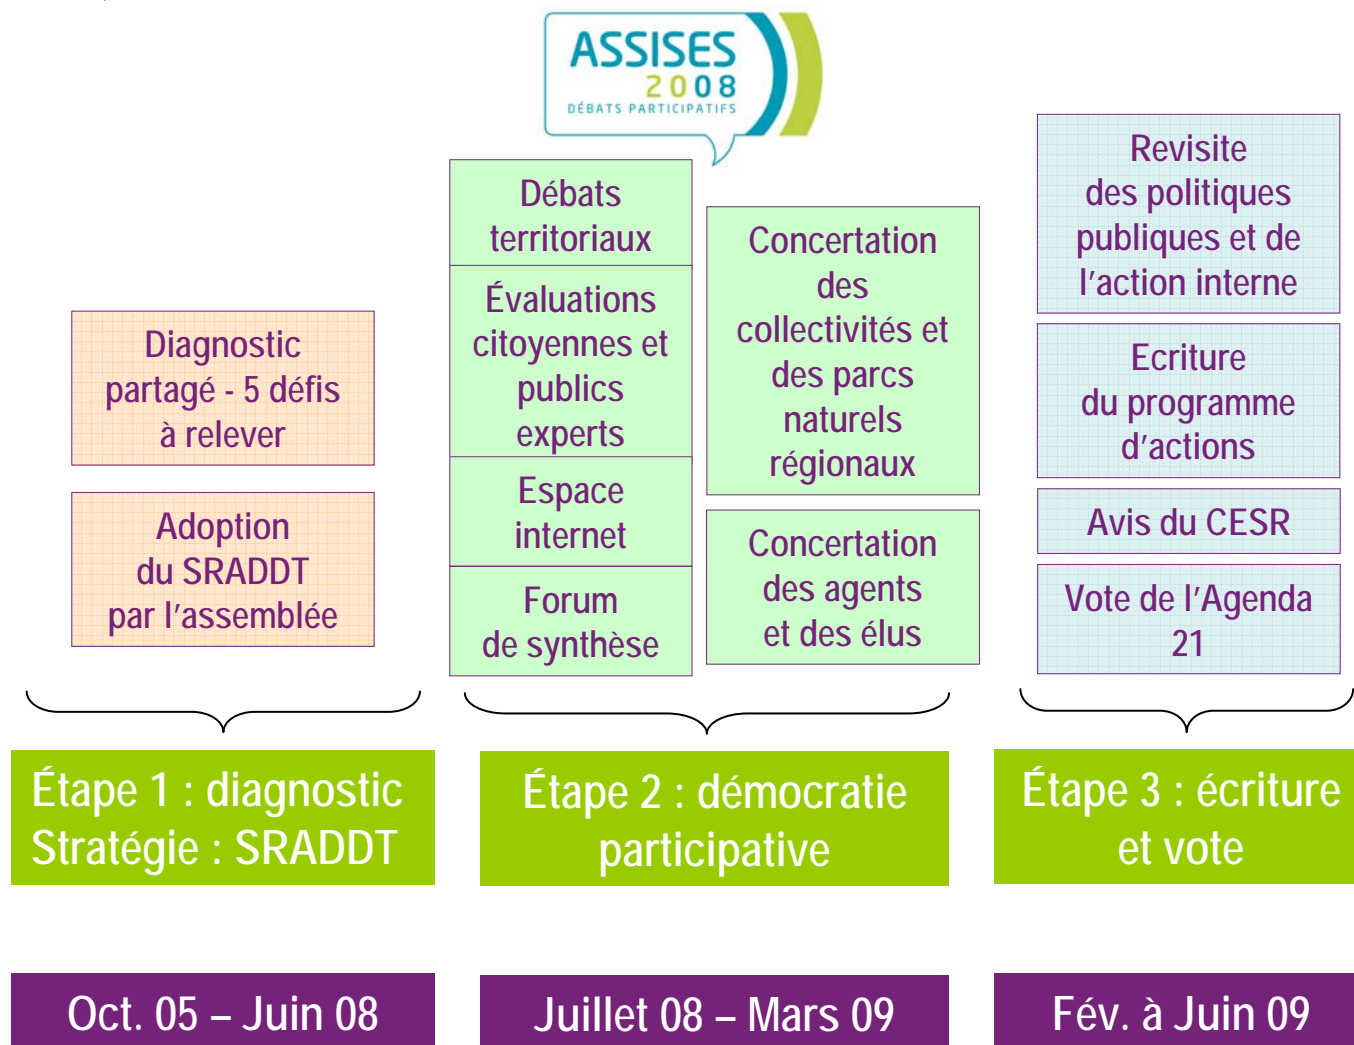 ASSISES
2008
DÉBATS PARTICIPATIFS
Diagnostic
partagé - 5 défis
à relever
Adoption
du SRADDT
par l'assemblée
Débats
territoriaux
Évaluations
citoyennes et
publics
experts
Espace
internet
Forum
de synthèse
Concertation
des
collectivités et
des parcs
naturels
régionaux
Concertation
des agents
et des élus
Revisite
des politiques
publiques et de
l'action interne
Ecriture
du programme
d'actions
Avis du CESR
Vote de l'Agenda
21
Étape 1 : diagnostic
Stratégie : SRADDT
Étape 2 : démocratie
participative
Étape 3 : écriture
et vote
Oct. 05 – Juin 08
Juillet 08 – Mars 09
Fév. à Juin 09